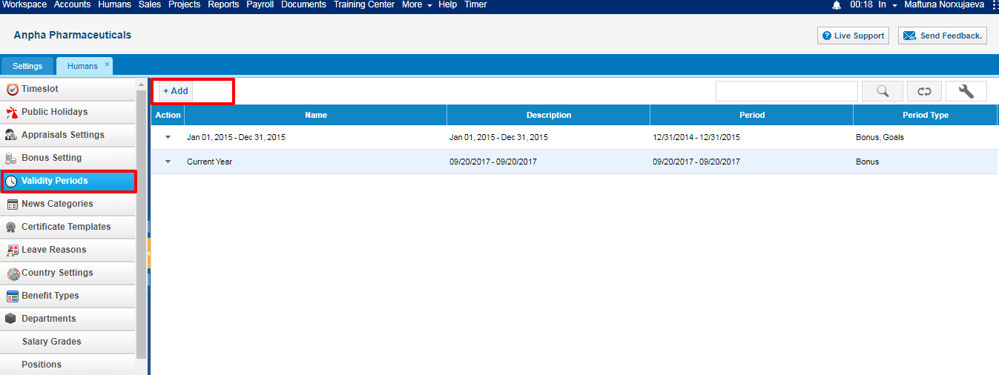 Workspace Accounts Humans Sales Projects Reports Payroll Documents Training Center More Help Timer 00:18 In Maftuna Norxujaeva
Anpha Pharmaceuticals
? Live Support Send Feedback.
Settings Humans ×
Timeslot
Public Holidays
Appraisals Settings
Bonus Setting
Validity Periods
News Categories
Certificate Templates
Leave Reasons
Country Settings
Benefit Types
Departments
Salary Grades
Positions
+ Add
Action Name Description Period Period Type
Jan 01, 2015 - Dec 31, 2015 Jan 01, 2015 - Dec 31, 2015 12/31/2014 - 12/31/2015 Bonus, Goals
Current Year 09/20/2017 - 09/20/2017 09/20/2017 - 09/20/2017 Bonus